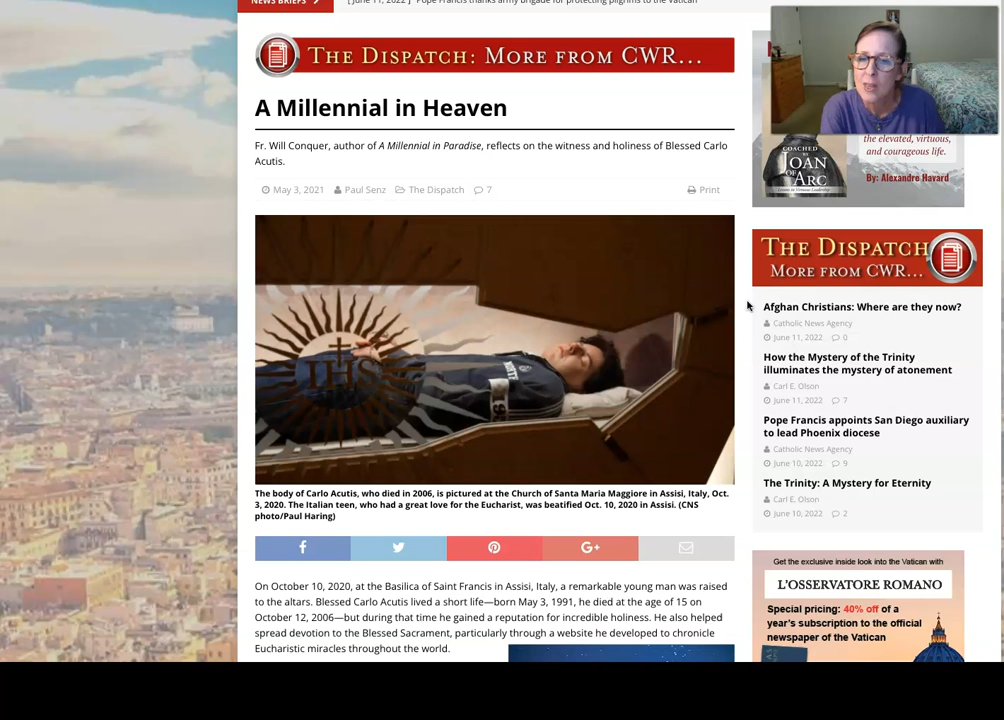 NEWS BRIEFS
[ June 11, 2022 ] Pope Francis thanks army brigade for protecting pilgrims to the Vatican
THE DISPATCH: MORE FROM CWR...
A Millennial in Heaven
Fr. Will Conquer, author of A Millennial in Paradise, reflects on the witness and holiness of Blessed Carlo
Acutis.
May 3, 2021 Paul Senz The Dispatch 7 Print
IHS
The body of Carlo Acutis, who died in 2006, is pictured at the Church of Santa Maria Maggiore in Assisi, Italy, Oct.
3, 2020. The Italian teen, who had a great love for the Eucharist, was beatified Oct. 10, 2020 in Assisi. (CNS
photo/Paul Haring)
f
G+
On October 10, 2020, at the Basilica of Saint Francis in Assisi, Italy, a remarkable young man was raised
to the altars. Blessed Carlo Acutis lived a short life—born May 3, 1991, he died at the age of 15 on
October 12, 2006—but during that time he gained a reputation for incredible holiness. He also helped
spread devotion to the Blessed Sacrament, particularly through a website he developed to chronicle
Eucharistic miracles throughout the world.
the elevated, virtuous,
and courageous life.
By: Alexandre Havard
COACHED BY
JOAN
OF
ARC
THE DISPATCH
MORE FROM CWR...
Afghan Christians: Where are they now?
Catholic News Agency
June 11, 2022 0
How the Mystery of the Trinity
illuminates the mystery of atonement
Carl E. Olson
June 11, 2022 7
Pope Francis appoints San Diego auxiliary
to lead Phoenix diocese
Catholic News Agency
June 10, 2022 9
The Trinity: A Mystery for Eternity
Carl E. Olson
June 10, 2022 2
Get the exclusive inside look into the Vatican with
L'OSSERVATORE ROMANO
Special pricing: 40% off of a
year's subscription to the official
newspaper of the Vatican